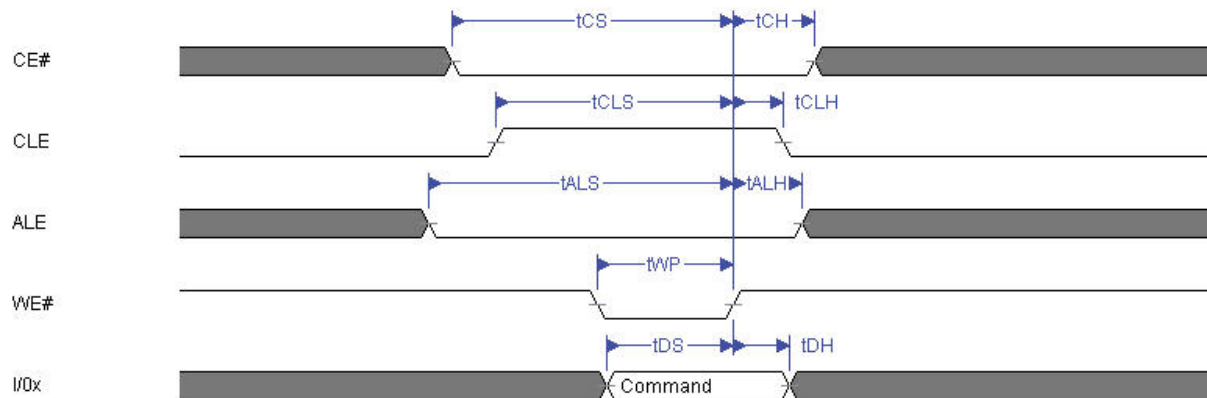 tCS
tCH
CE#
tCLS
tCLH
CLE
tALS
tALH
ALE
tWP
WE#
tDS
tDH
I/0x
Command